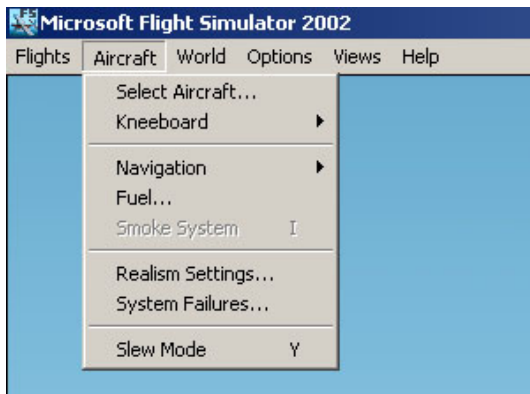 Microsoft Flight Simulator 2002
Flights Aircraft World Options Views Help
Select Aircraft...
Kneeboard
Navigation
Fuel...
Smoke System I
Realism Settings...
System Failures...
Slew Mode Y